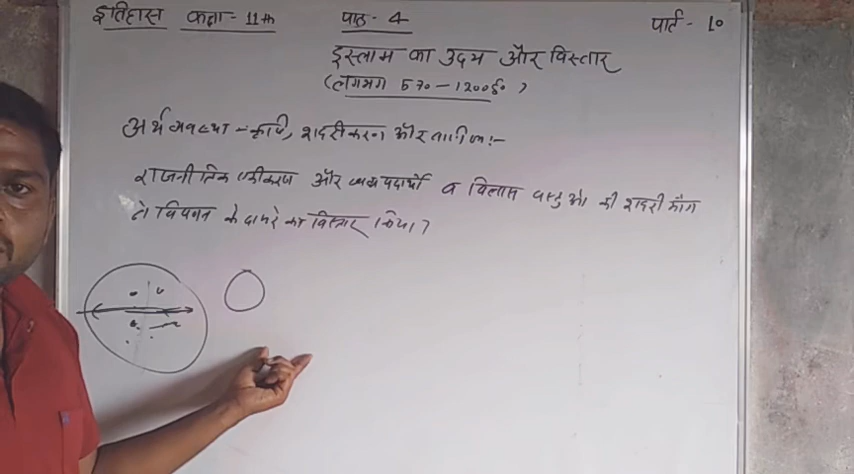 इतिहास कक्षा - 11th पाठ - 4 पार्ट - 10
इस्लाम का उदय और विस्तार
(लगभग 570 - 1200ई०)
अर्थव्यवस्था - कृषि, शहरीकरण और वाणिज्य :-
राजनीतिक एकीकरण और खाद्य पदार्थों व विलास वस्तुओं की शहरी माँग
ने विपणन के दायरे का विस्तार किया।